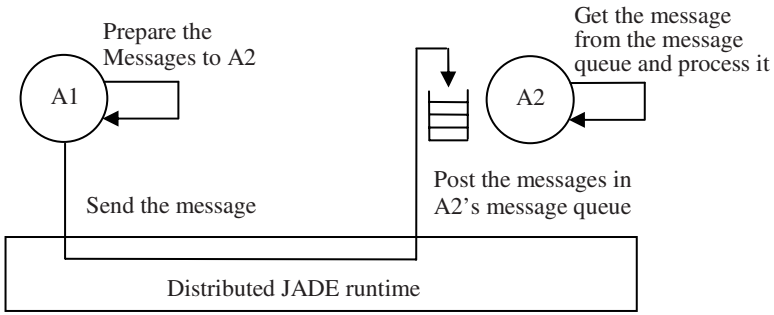 Prepare the
Messages to A2
A1
Get the message
from the message
queue and process it
A2
Post the messages in
A2's message queue
Send the message
Distributed JADE runtime